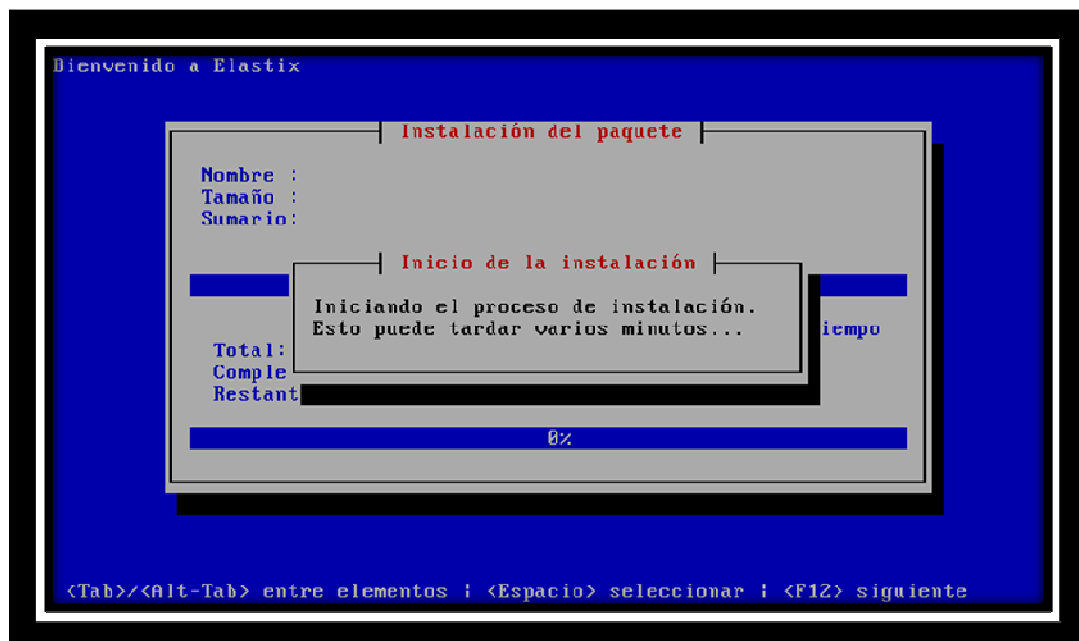 Bienvenido a Elastix
Instalación del paquete
Nombre :
Tamaño :
Sumario:
Inicio de la instalación
Iniciando el proceso de instalación.
Esto puede tardar varios minutos...
iempo
Total:
Comple
Restant
0%
<Tab>/<Alt-Tab> entre elementos | <Espacio> seleccionar | <F12> siguiente